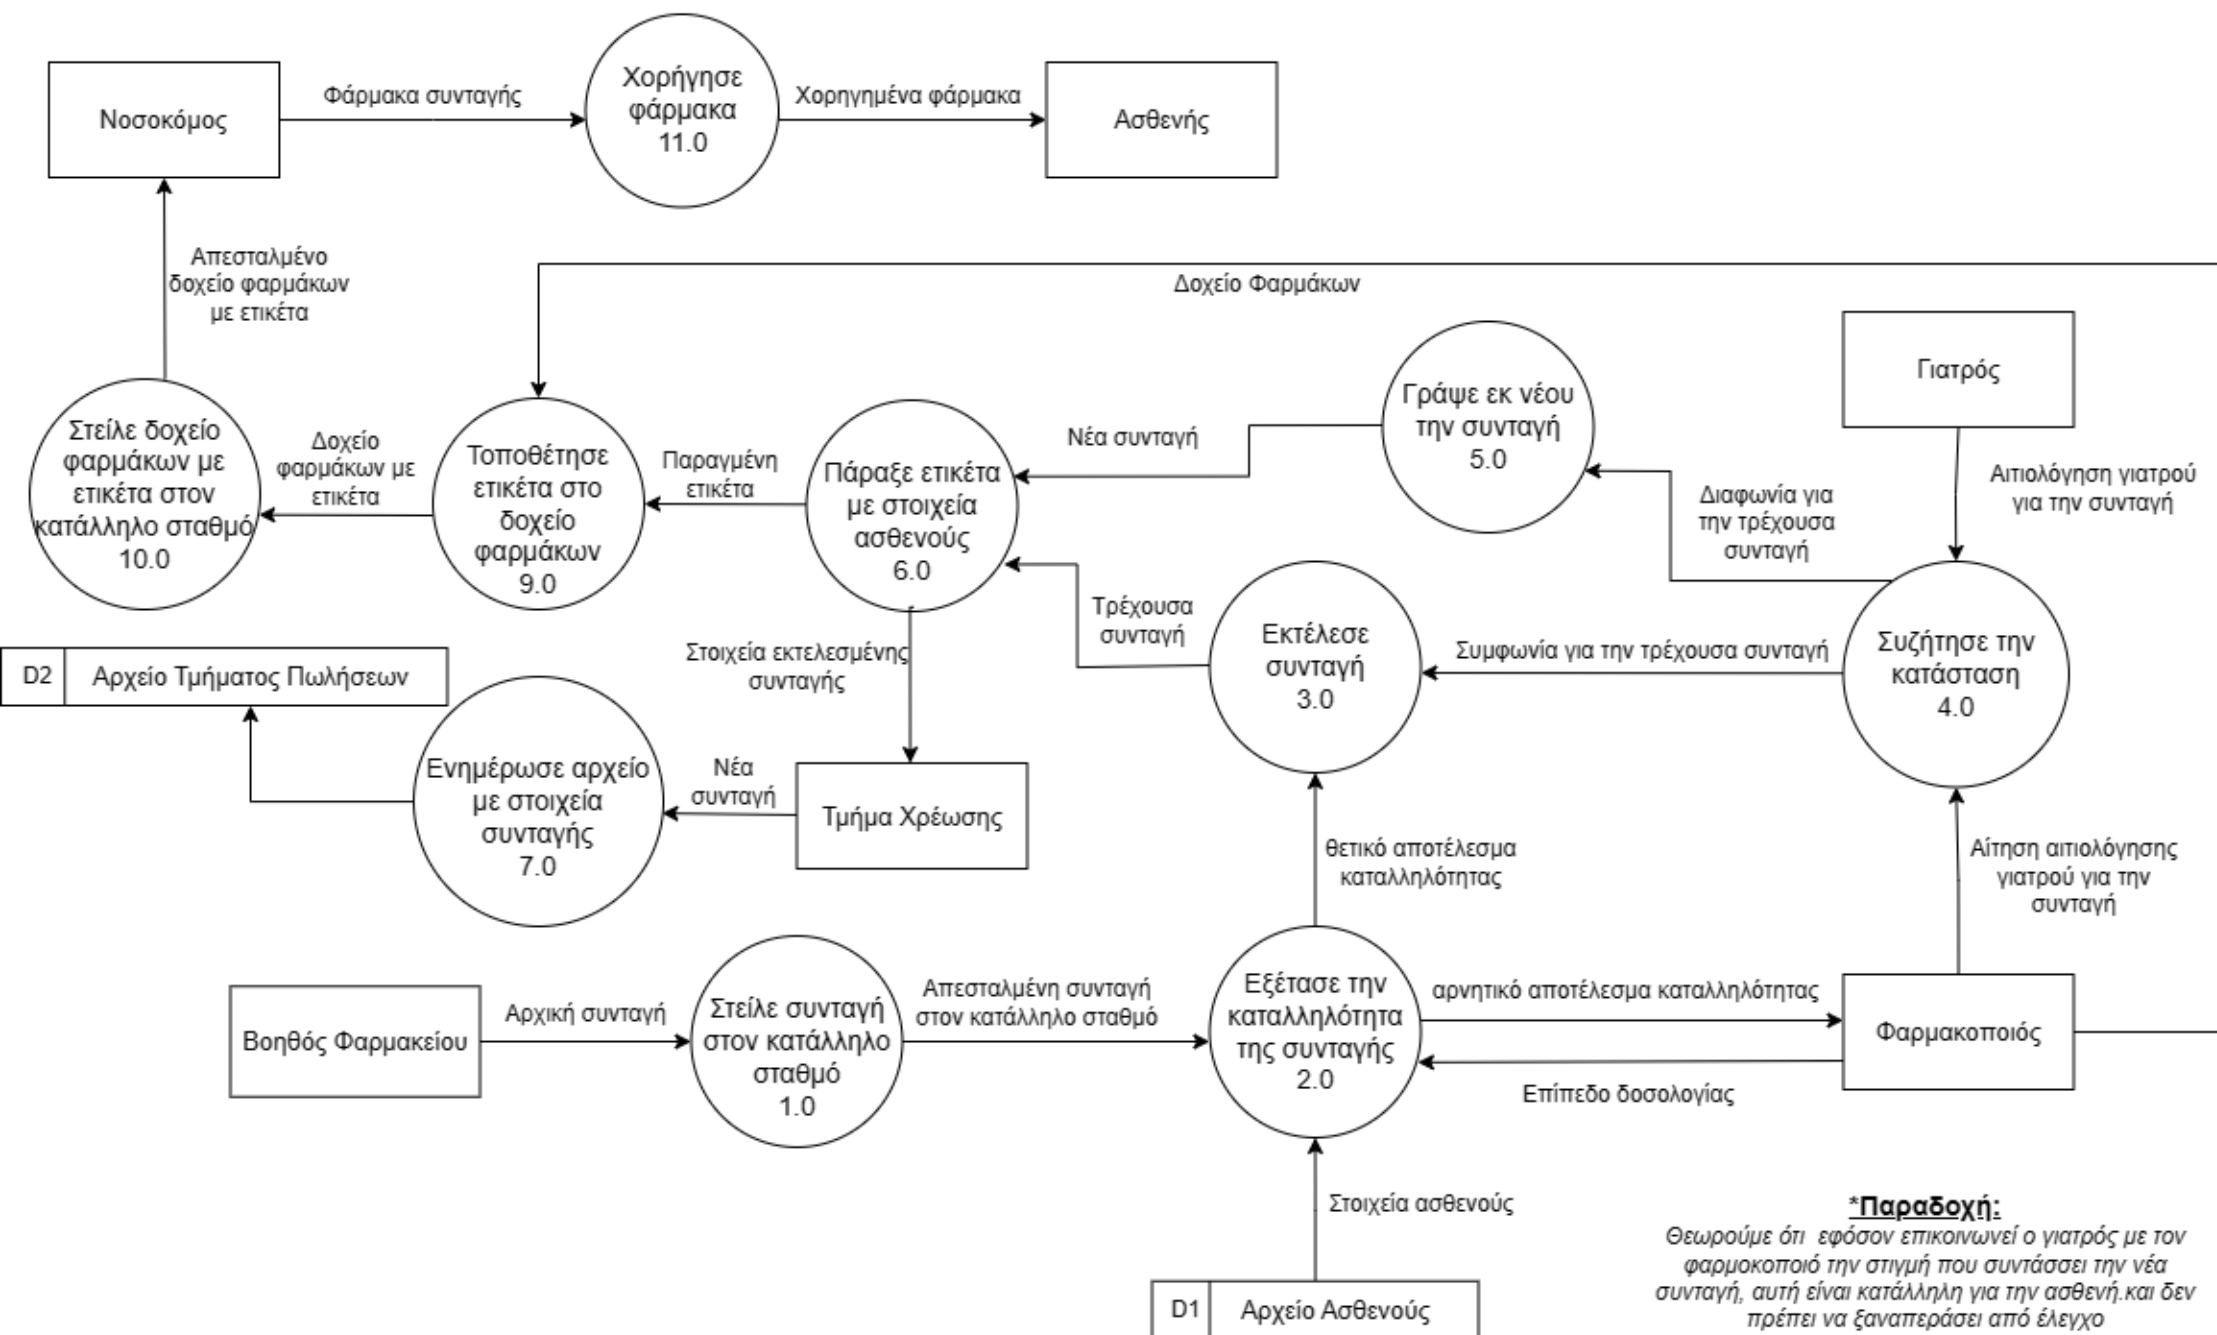 Νοσοκόμος
Φάρμακα συνταγής
Χορήγησε
φάρμακα
11.0
Χορηγημένα φάρμακα
Ασθενής
Απεσταλμένο
δοχείο φαρμάκων
με ετικέτα
Δοχείο Φαρμάκων
Γιατρός
Αιτιολόγηση γιατρού
για την συνταγή
Γράψε εκ νέου
την συνταγή
5.0
Νέα συνταγή
Διαφωνία για
την τρέχουσα
συνταγή
Στείλε δοχείο
φαρμάκων με
ετικέτα στον
κατάλληλο σταθμό
10.0
Δοχείο
φαρμάκων με
ετικέτα
Τοποθέτησε
ετικέτα στο
δοχείο
φαρμάκων
9.0
Παραγμένη
ετικέτα
Πάραξε ετικέτα
με στοιχεία
ασθενούς
6.0
Τρέχουσα
συνταγή
Εκτέλεσε
συνταγή
3.0
Συμφωνία για την τρέχουσα συνταγή
Συζήτησε την
κατάσταση
4.0
D2
Αρχείο Τμήματος Πωλήσεων
Στοιχεία εκτελεσμένης
συνταγής
Ενημέρωσε αρχείο
με στοιχεία
συνταγής
7.0
Νέα
συνταγή
Τμήμα Χρέωσης
θετικό αποτέλεσμα
καταλληλότητας
Αίτηση αιτιολόγησης
γιατρού για την
συνταγή
Βοηθός Φαρμακείου
Αρχική συνταγή
Στείλε συνταγή
στον κατάλληλο
σταθμό
1.0
Απεσταλμένη συνταγή
στον κατάλληλο σταθμό
Εξέτασε την
καταλληλότητα
της συνταγής
2.0
αρνητικό αποτέλεσμα καταλληλότητας
Φαρμακοποιός
Επίπεδο δοσολογίας
Στοιχεία ασθενούς
D1
Αρχείο Ασθενούς
*Παραδοχή:
Θεωρούμε ότι εφόσον επικοινωνεί ο γιατρός με τον
φαρμοκοποιό την στιγμή που συντάσσει την νέα
συνταγή, αυτή είναι κατάλληλη για την ασθενή.και δεν
πρέπει να ξαναπεράσει από έλεγχο